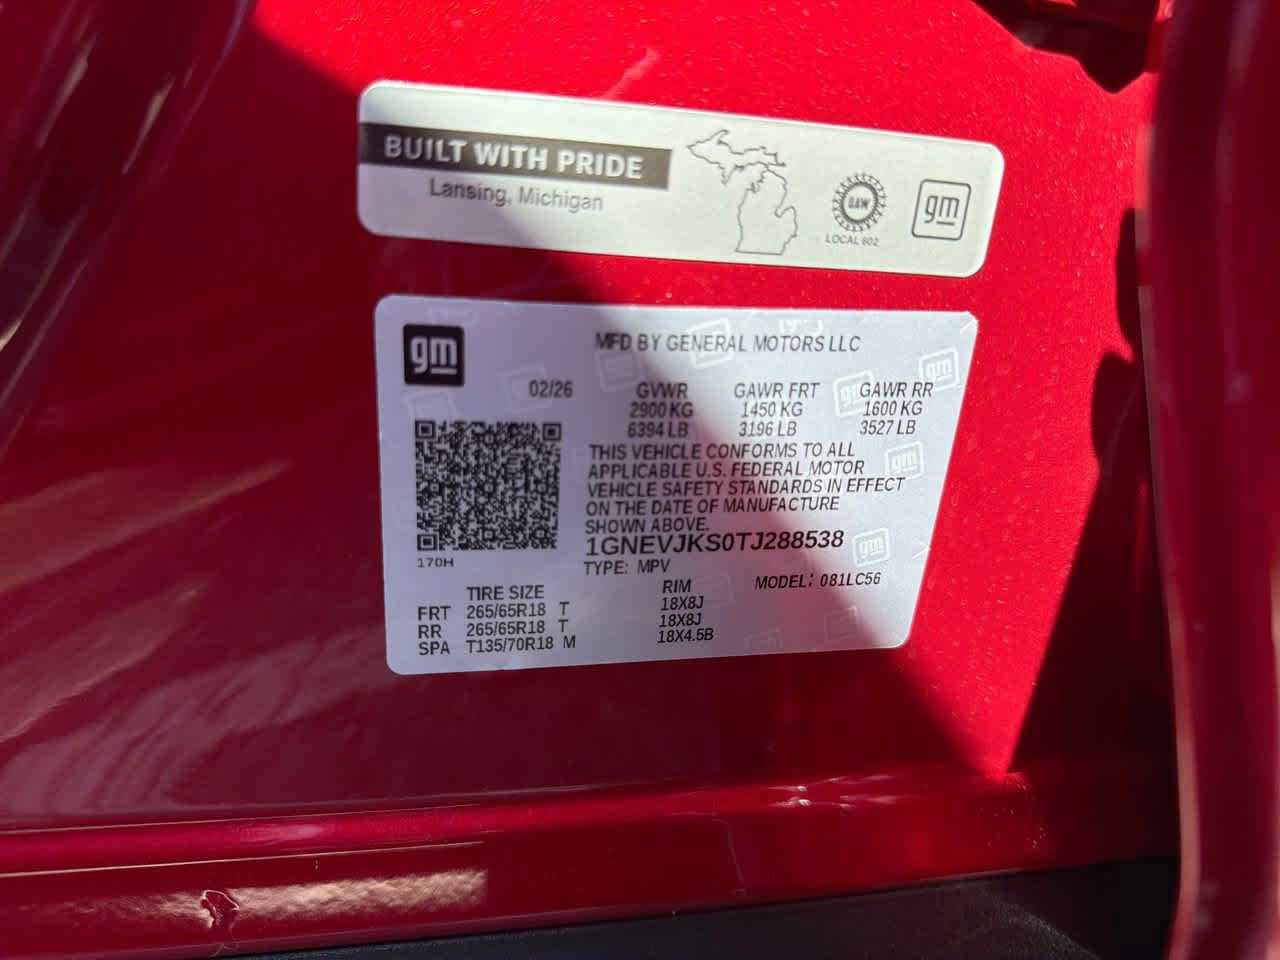 BUILT WITH PRIDE
Lansing, Michigan
UAW
LOCAL 602
gm
gm
MFD BY GENERAL MOTORS LLC
02/26 GVWR GAWR FRT GAWR RR
2900 KG 1450 KG 1600 KG
6394 LB 3196 LB 3527 LB
THIS VEHICLE CONFORMS TO ALL
APPLICABLE U.S. FEDERAL MOTOR
VEHICLE SAFETY STANDARDS IN EFFECT
ON THE DATE OF MANUFACTURE
SHOWN ABOVE.
1GNEVJKS0TJ288538
170H
TYPE: MPV MODEL: 081LC56
TIRE SIZE RIM
FRT 265/65R18 T 18X8J
RR 265/65R18 T 18X8J
SPA T135/70R18 M 18X4.5B